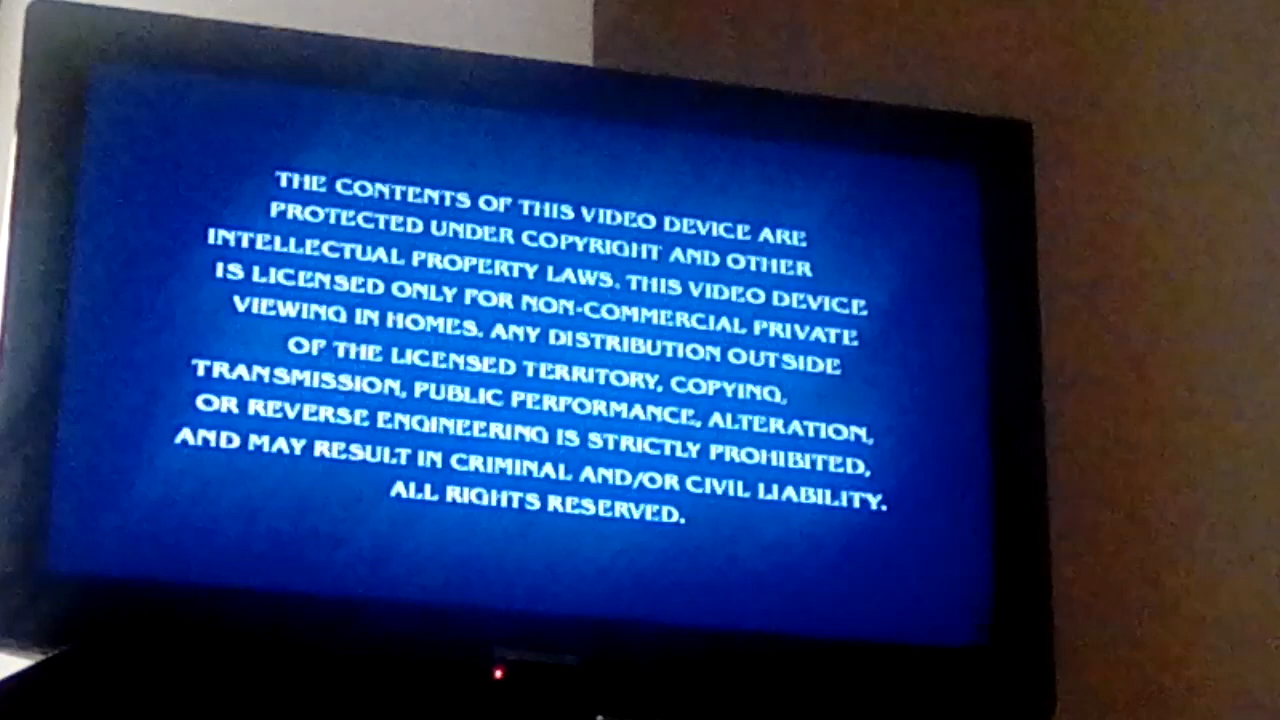 THE CONTENTS OF THIS VIDEO DEVICE ARE
PROTECTED UNDER COPYRIGHT AND OTHER
INTELLECTUAL PROPERTY LAWS. THIS VIDEO DEVICE
IS LICENSED ONLY FOR NON-COMMERCIAL PRIVATE
VIEWING IN HOMES. ANY DISTRIBUTION OUTSIDE
OF THE LICENSED TERRITORY, COPYING,
TRANSMISSION, PUBLIC PERFORMANCE, ALTERATION,
OR REVERSE ENGINEERING IS STRICTLY PROHIBITED,
AND MAY RESULT IN CRIMINAL AND/OR CIVIL LIABILITY.
ALL RIGHTS RESERVED.